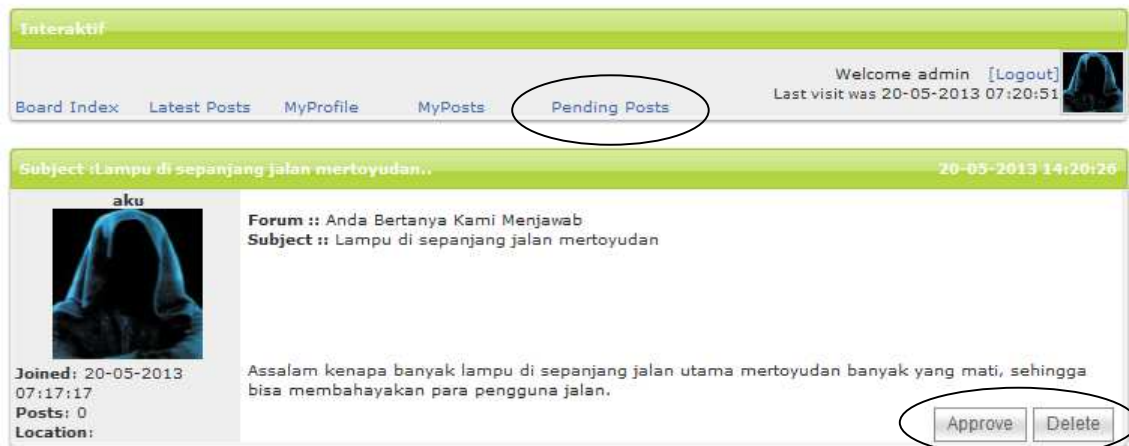 Interaktif
Welcome admin [Logout]
Last visit was 20-05-2013 07:20:51
Board Index Latest Posts MyProfile MyPosts Pending Posts
Subject :Lampu di sepanjang jalan mertoyudan.. 20-05-2013 14:20:26
aku
Forum :: Anda Bertanya Kami Menjawab
Subject :: Lampu di sepanjang jalan mertoyudan
Joined: 20-05-2013
07:17:17
Posts: 0
Location:
Assalam kenapa banyak lampu di sepanjang jalan utama mertoyudan banyak yang mati, sehingga
bisa membahayakan para pengguna jalan.
Approve Delete